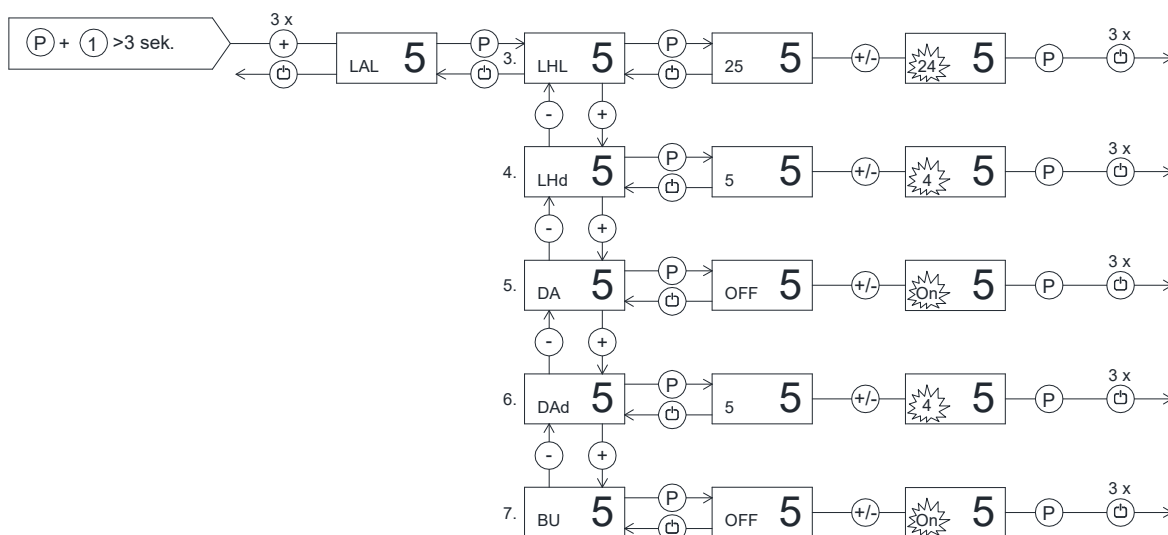 3 x
P + 1 >3 sek.
+
LAL 5
P
3. LHL 5
P
25 5
+/-
24 5
P
3 x
-
+
4. LHd 5
P
5 5
+/-
4 5
P
3 x
-
+
5. DA 5
P
OFF 5
+/-
On 5
P
3 x
-
+
6. DAd 5
P
5 5
+/-
4 5
P
3 x
-
+
7. BU 5
P
OFF 5
+/-
On 5
P
3 x